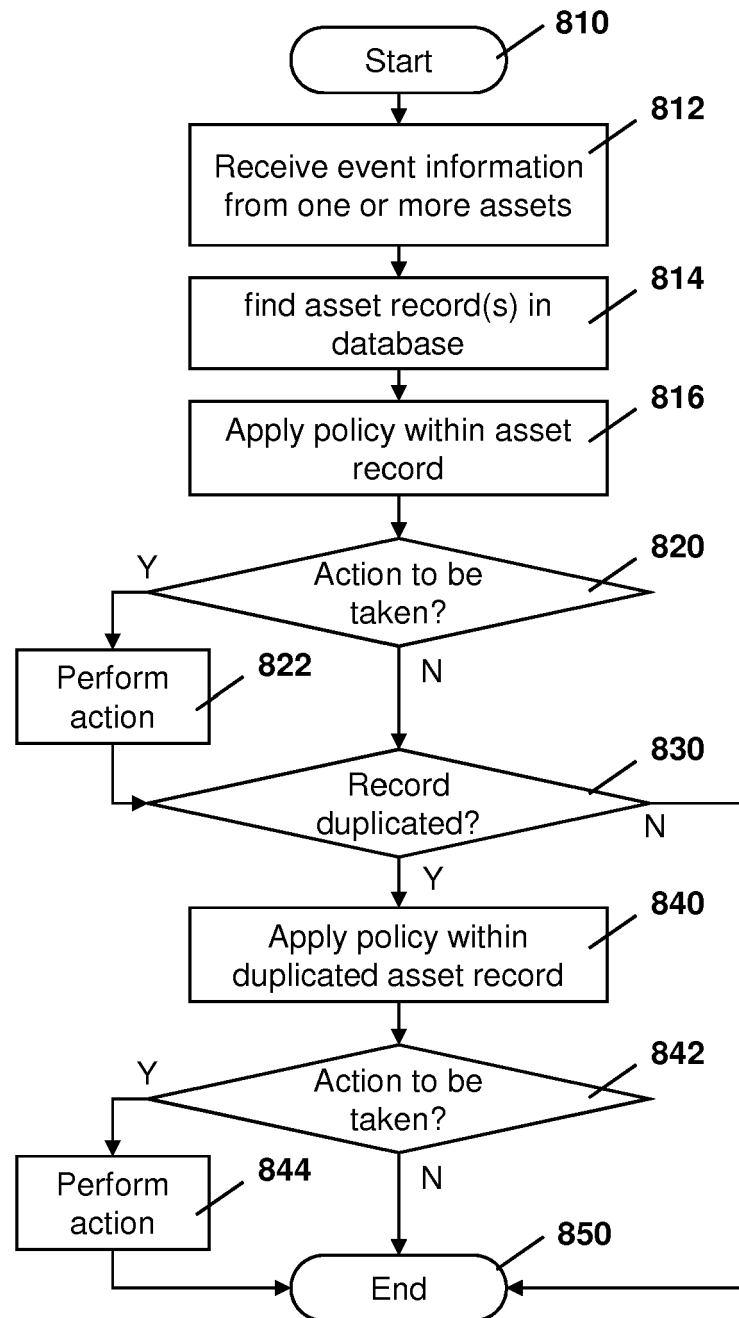 810
Start
812
Receive event information
from one or more assets
814
find asset record(s) in
database
816
Apply policy within asset
record
820
Y
Action to be
taken?
N
822
Perform
action
830
Record
duplicated?
N
Y
840
Apply policy within
duplicated asset record
842
Y
Action to be
taken?
N
844
Perform
action
850
End